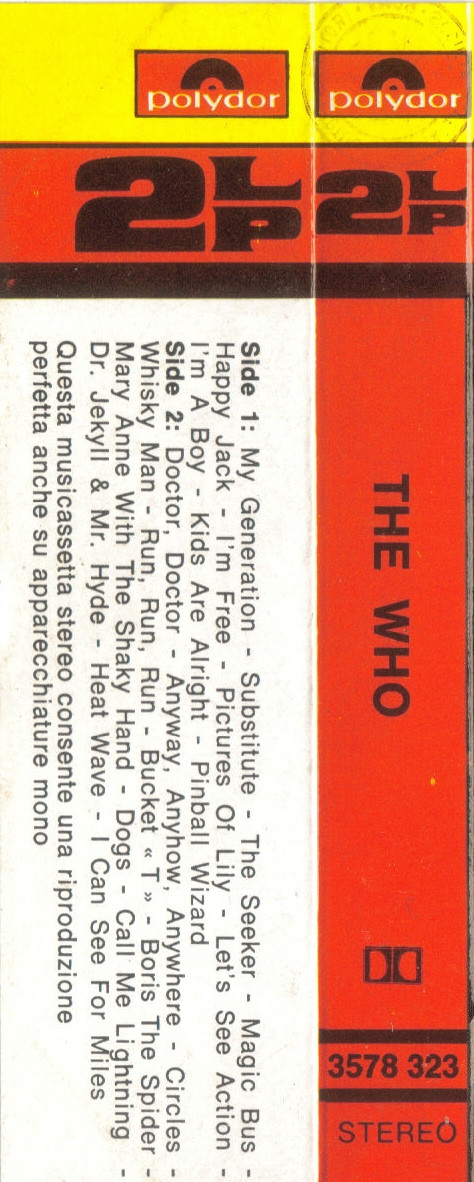 polydor
polydor
2LP
2LP
Side 1: My Generation - Substitute - The Seeker - Magic Bus -
Happy Jack - I'm Free - Pictures Of Lily - Let's See Action -
I'm A Boy - Kids Are Alright - Pinball Wizard
Side 2: Doctor, Doctor - Anyway, Anyhow, Anywhere - Circles -
Whisky Man - Run, Run, Run - Bucket « T » - Boris The Spider -
Mary Anne With The Shaky Hand - Dogs - Call Me Lightning -
Dr. Jekyll & Mr. Hyde - Heat Wave - I Can See For Miles
Questa musicassetta stereo consente una riproduzione
perfetta anche su apparecchiature mono
THE WHO
3578 323
STEREO